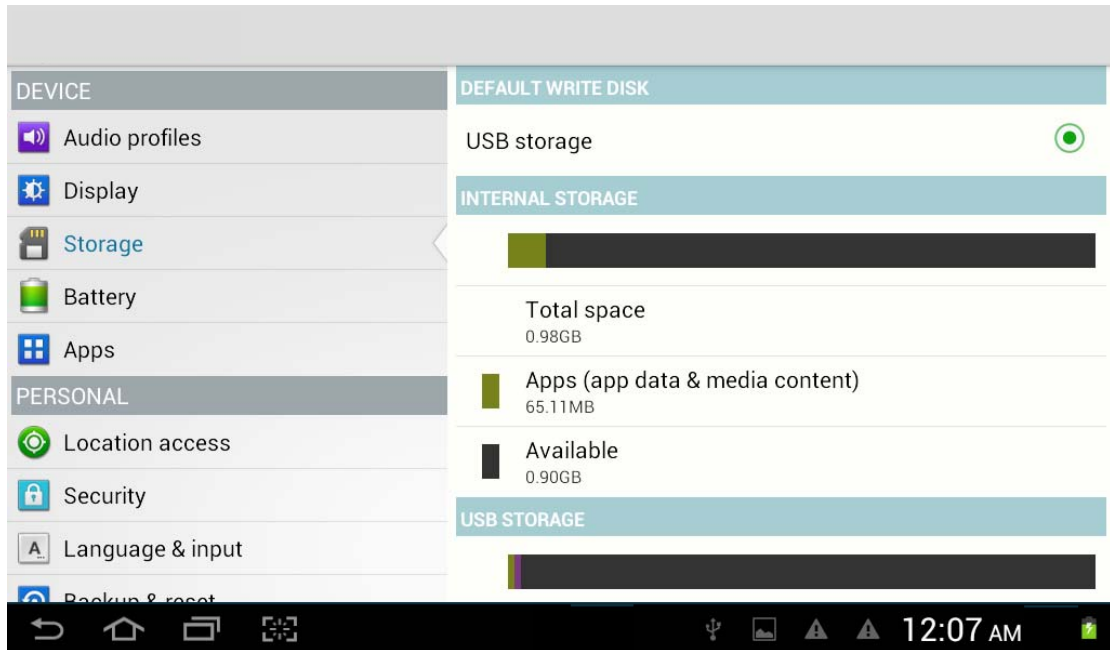 DEVICE
Audio profiles
Display
Storage
Battery
Apps
PERSONAL
Location access
Security
Language & input
Backup & reset
DEFAULT WRITE DISK
USB storage
INTERNAL STORAGE
Total space
0.98GB
Apps (app data & media content)
65.11MB
Available
0.90GB
USB STORAGE
12:07 AM